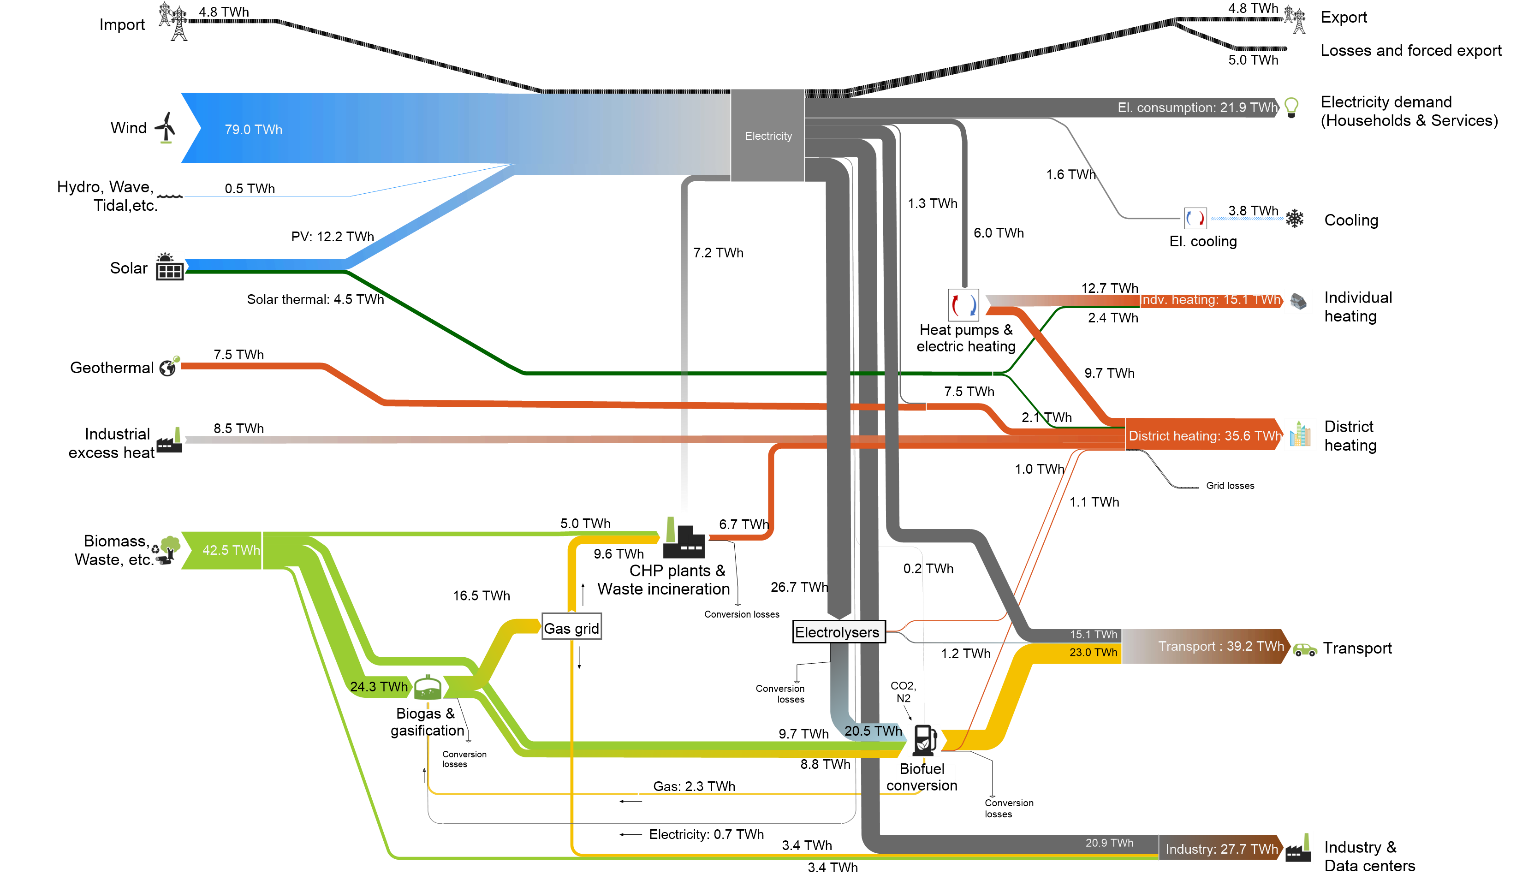 4.8 TWh
Import
4.8 TWh
Export
Losses and forced export
5.0 TWh
Wind
79.0 TWh
Electricity
El. consumption: 21.9 TWh
Electricity demand
(Households & Services)
Hydro, Wave,
Tidal,etc.
0.5 TWh
1.6 TWh
1.3 TWh
3.8 TWh
Cooling
El. cooling
PV: 12.2 TWh
6.0 TWh
7.2 TWh
Solar
Solar thermal: 4.5 TWh
12.7 TWh
Indv. heating: 15.1 TWh
2.4 TWh
Individual
heating
Heat pumps &
electric heating
Geothermal
7.5 TWh
9.7 TWh
7.5 TWh
2.1 TWh
Industrial
excess heat
8.5 TWh
District heating: 35.6 TWh
District
heating
1.0 TWh
Grid losses
1.1 TWh
Biomass,
Waste, etc.
42.5 TWh
5.0 TWh
9.6 TWh
6.7 TWh
CHP plants &
Waste incineration
Conversion losses
0.2 TWh
26.7 TWh
16.5 TWh
Gas grid
Electrolysers
1.2 TWh
15.1 TWh
23.0 TWh
Transport : 39.2 TWh
Transport
24.3 TWh
Biogas &
gasification
Conversion
losses
Conversion
losses
CO2,
N2
9.7 TWh
20.5 TWh
8.8 TWh
Biofuel
conversion
Gas: 2.3 TWh
Conversion
losses
Electricity: 0.7 TWh
3.4 TWh
3.4 TWh
20.9 TWh
Industry: 27.7 TWh
Industry &
Data centers